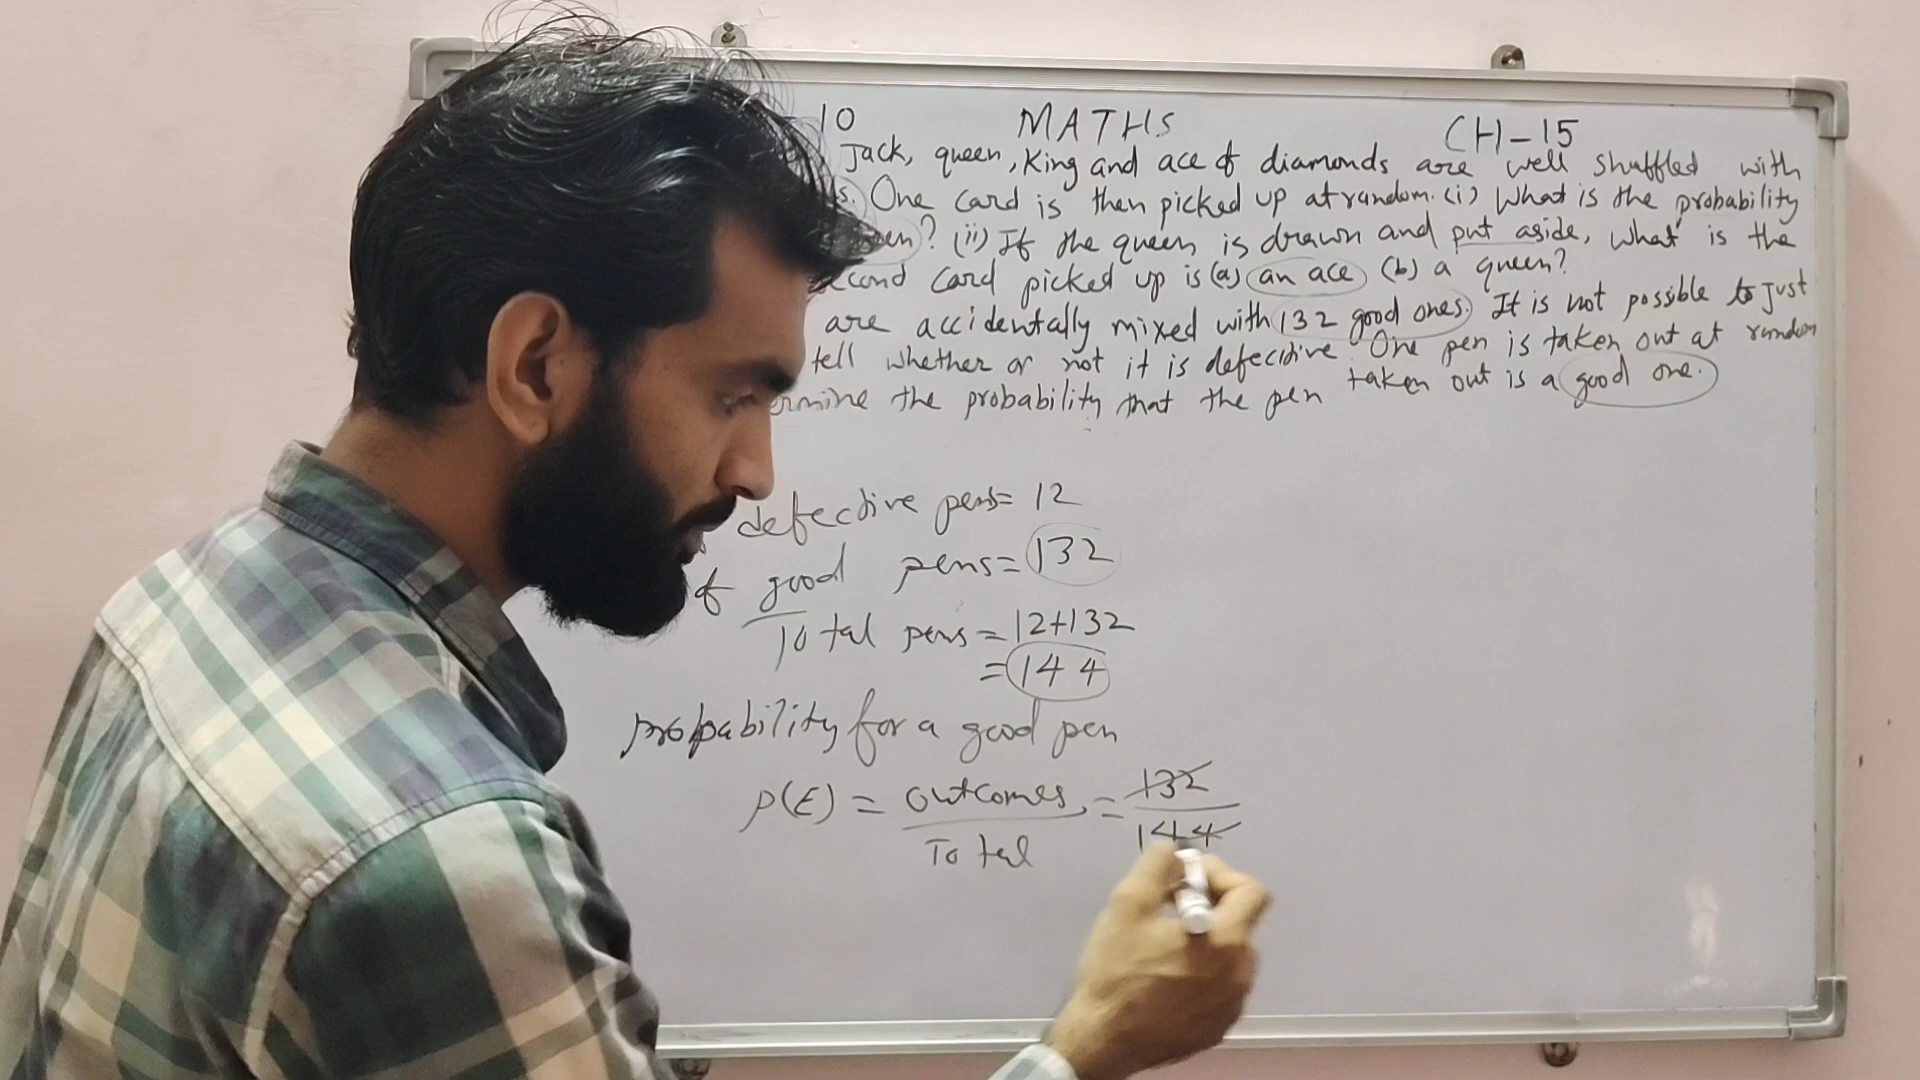 10 MATHS CH-15
Jack, queen, King and ace of diamonds are well shuffled with
s. One card is then picked up at random. (i) What is the probability
een? (ii) If the queen is drawn and put aside, what is the
econd card picked up is (a) an ace (b) a queen?
are accidentally mixed with 132 good ones. It is not possible to just
tell whether or not it is defective. One pen is taken out at random
ermine the probability that the pen taken out is a good one.
defective pens = 12
of good pens = 132
Total pens = 12+132
= 144
probability for a good pen
P(E) = outcomes / Total = 132 / 144